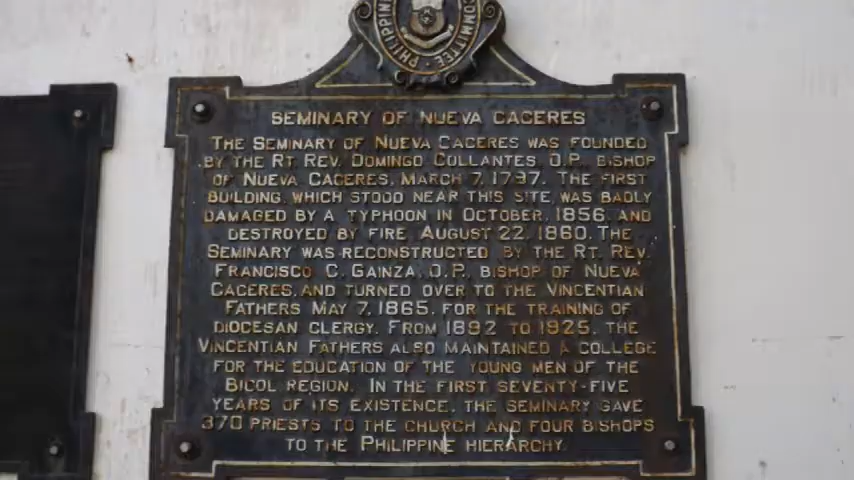 PHILIPPINE
COMMITTEE
SEMINARY OF NUEVA CACERES
THE SEMINARY OF NUEVA CACERES WAS FOUNDED
BY THE RT. REV. DOMINGO COLLANTES, O.P., BISHOP
OF NUEVA CACERES, MARCH 7, 1797. THE FIRST
BUILDING, WHICH STOOD NEAR THIS SITE, WAS BADLY
DAMAGED BY A TYPHOON IN OCTOBER, 1856, AND
DESTROYED BY FIRE AUGUST 22, 1860. THE
SEMINARY WAS RECONSTRUCTED BY THE RT. REV.
FRANCISCO C. GAINZA, O.P., BISHOP OF NUEVA
CACERES, AND TURNED OVER TO THE VINCENTIAN
FATHERS MAY 7, 1865, FOR THE TRAINING OF
DIOCESAN CLERGY. FROM 1892 TO 1925, THE
VINCENTIAN FATHERS ALSO MAINTAINED A COLLEGE
FOR THE EDUCATION OF THE YOUNG MEN OF THE
BICOL REGION. IN THE FIRST SEVENTY-FIVE
YEARS OF ITS EXISTENCE, THE SEMINARY GAVE
370 PRIESTS TO THE CHURCH AND FOUR BISHOPS
TO THE PHILIPPINE HIERARCHY.